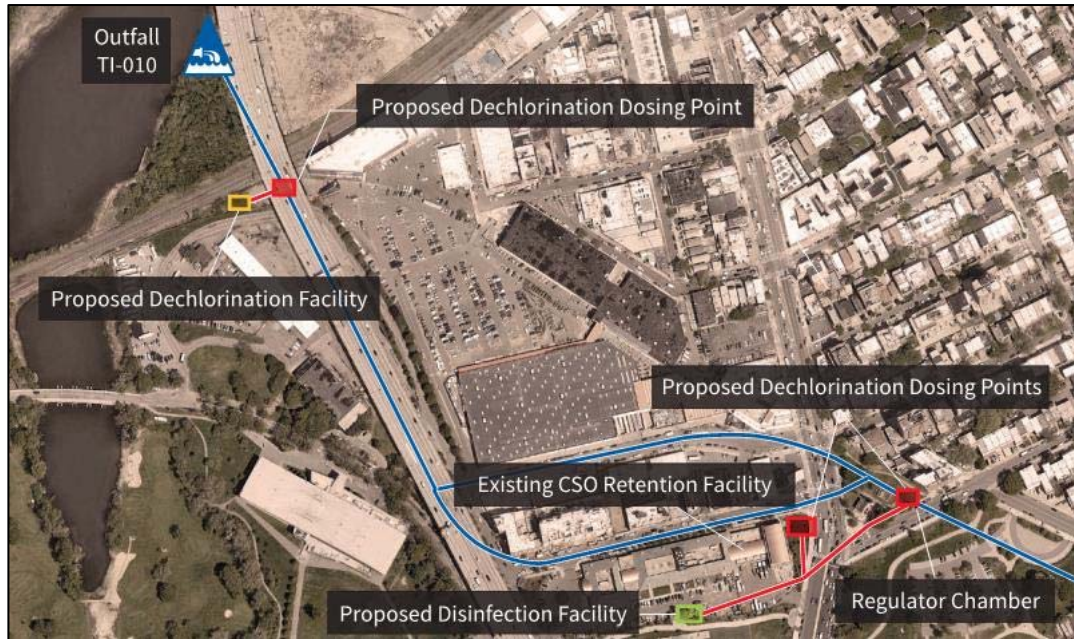 Outfall
TI-010
Proposed Dechlorination Dosing Point
Proposed Dechlorination Facility
Proposed Dechlorination Dosing Points
Existing CSO Retention Facility
Proposed Disinfection Facility
Regulator Chamber